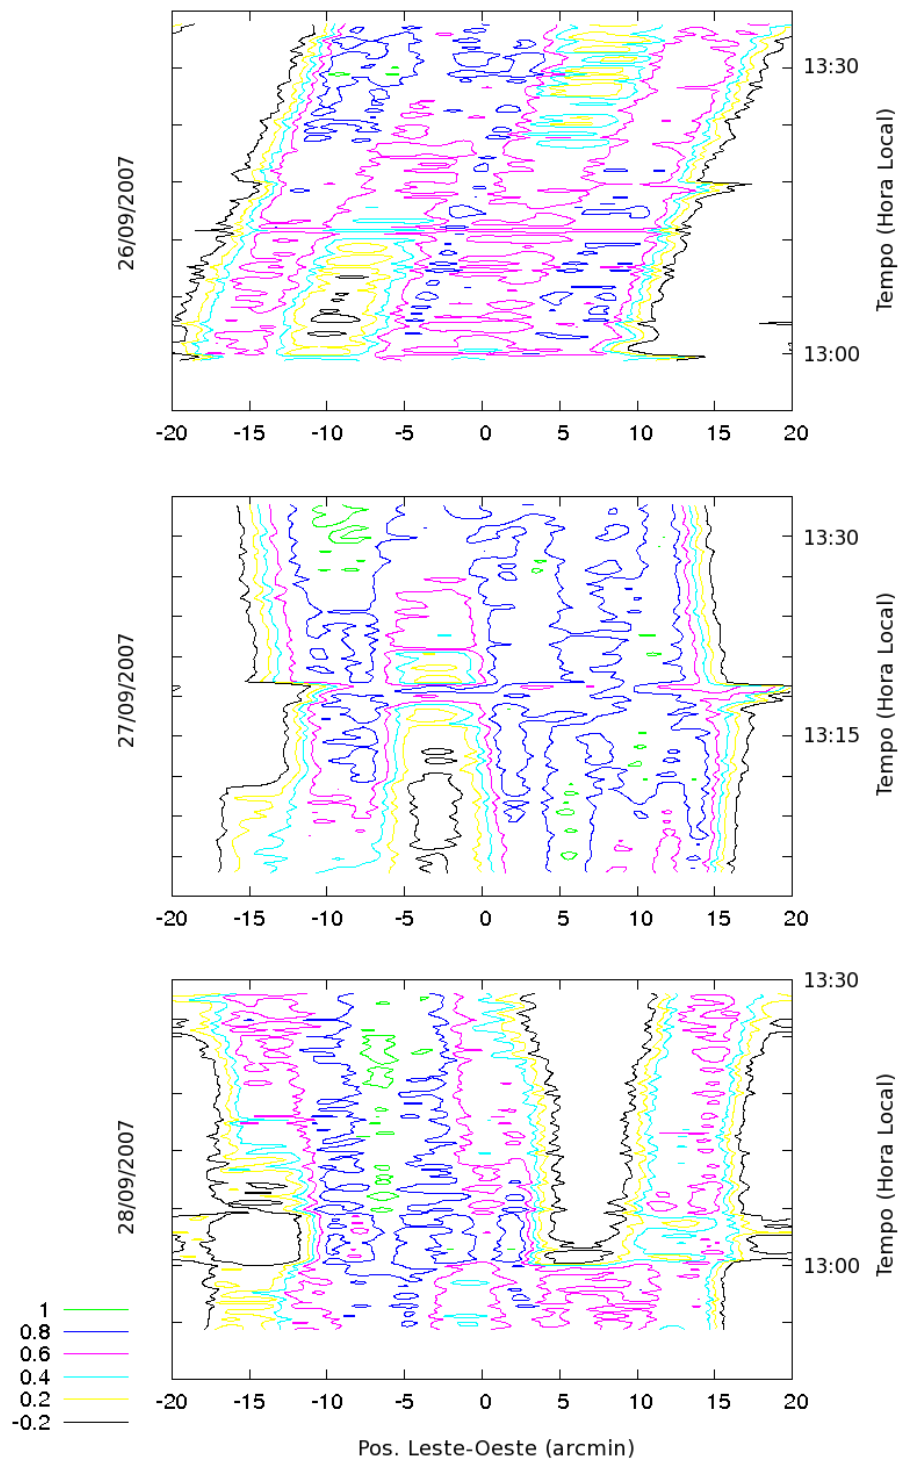 13:30
26/09/2007
Tempo (Hora Local)
13:00
-20 -15 -10 -5 0 5 10 15 20
13:30
27/09/2007
Tempo (Hora Local)
13:15
-20 -15 -10 -5 0 5 10 15 20
13:30
28/09/2007
Tempo (Hora Local)
13:00
1
0.8
0.6
0.4
0.2
-0.2
-20 -15 -10 -5 0 5 10 15 20
Pos. Leste-Oeste (arcmin)